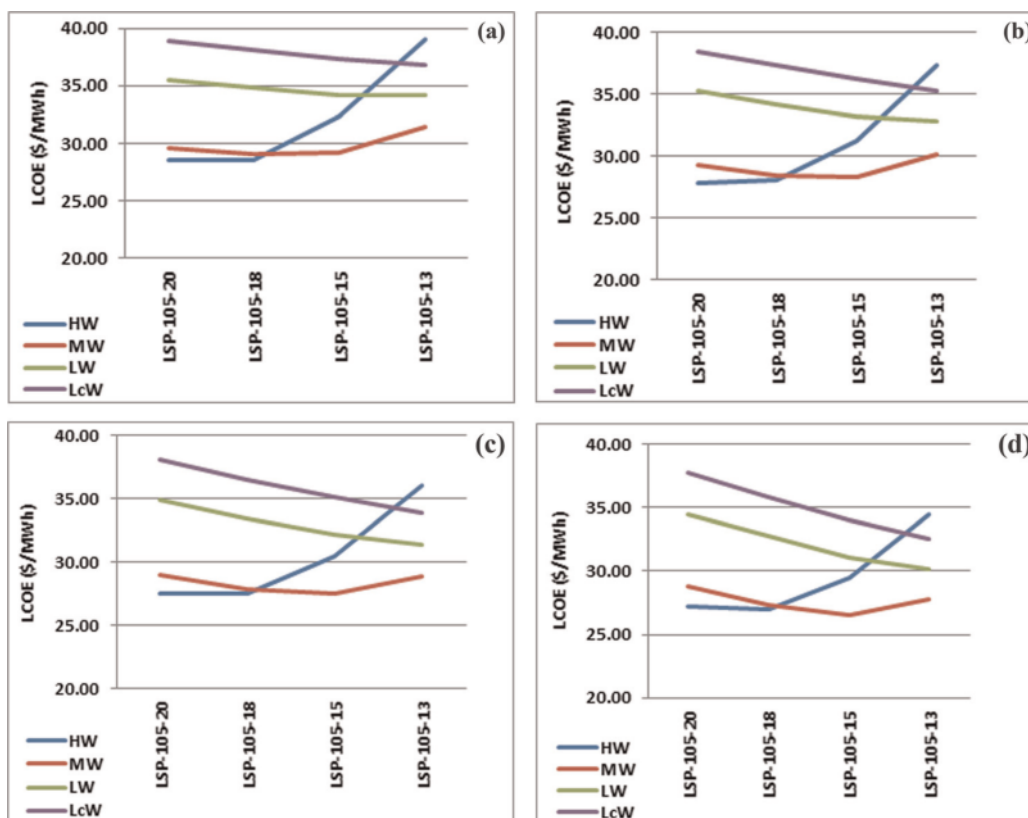 (a)
LCOE ($/MWh)
40.00
35.00
30.00
25.00
20.00
LSP-105-20
LSP-105-18
LSP-105-15
LSP-105-13
HW
MW
LW
LcW
(b)
LCOE ($/MWh)
40.00
35.00
30.00
25.00
20.00
LSP-105-20
LSP-105-18
LSP-105-15
LSP-105-13
HW
MW
LW
LcW
(c)
LCOE ($/MWh)
40.00
35.00
30.00
25.00
20.00
LSP-105-20
LSP-105-18
LSP-105-15
LSP-105-13
HW
MW
LW
LcW
(d)
LCOE ($/MWh)
40.00
35.00
30.00
25.00
20.00
LSP-105-20
LSP-105-18
LSP-105-15
LSP-105-13
HW
MW
LW
LcW